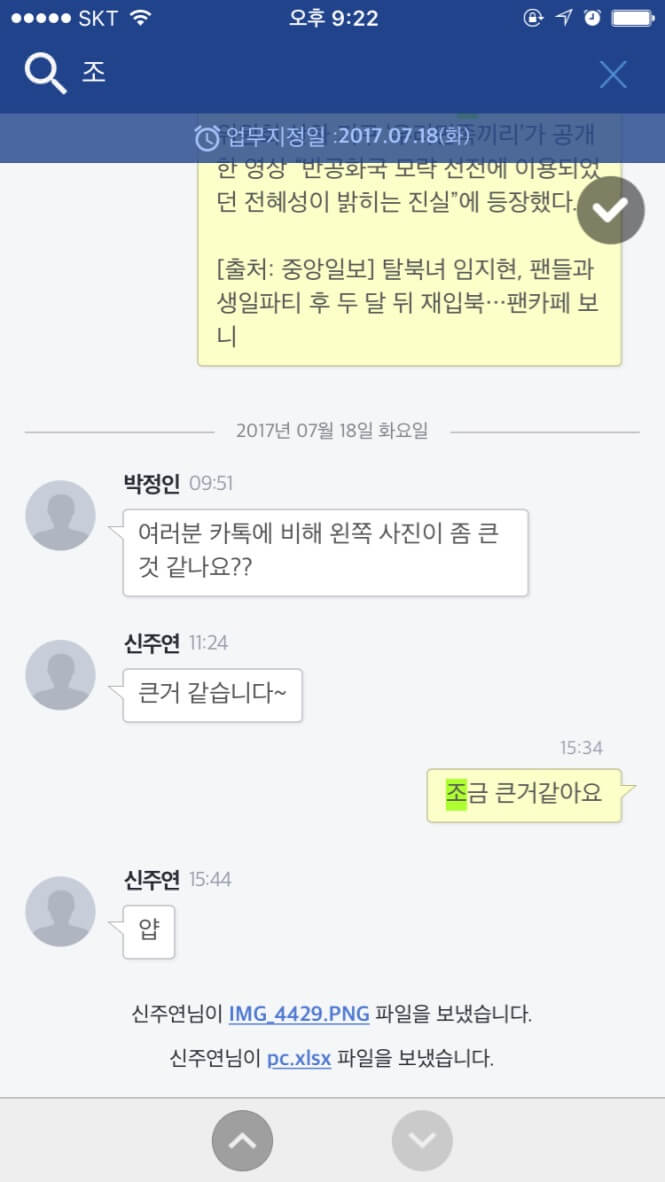 SKT 오후 9:22
조
업무지정일 :2017.07.18(화)
끼리’가 공개
한 영상 “반공화국 모략 선전에 이용되었
던 전혜성이 밝히는 진실”에 등장했다.
[출처: 중앙일보] 탈북녀 임지현, 팬들과
생일파티 후 두 달 뒤 재입북…팬카페 보
니
2017년 07월 18일 화요일
박정인 09:51
여러분 카톡에 비해 왼쪽 사진이 좀 큰
것 같나요??
신주연 11:24
큰거 같습니다~
15:34
조금 큰거같아요
신주연 15:44
얍
신주연님이 IMG_4429.PNG 파일을 보냈습니다.
신주연님이 pc.xlsx 파일을 보냈습니다.